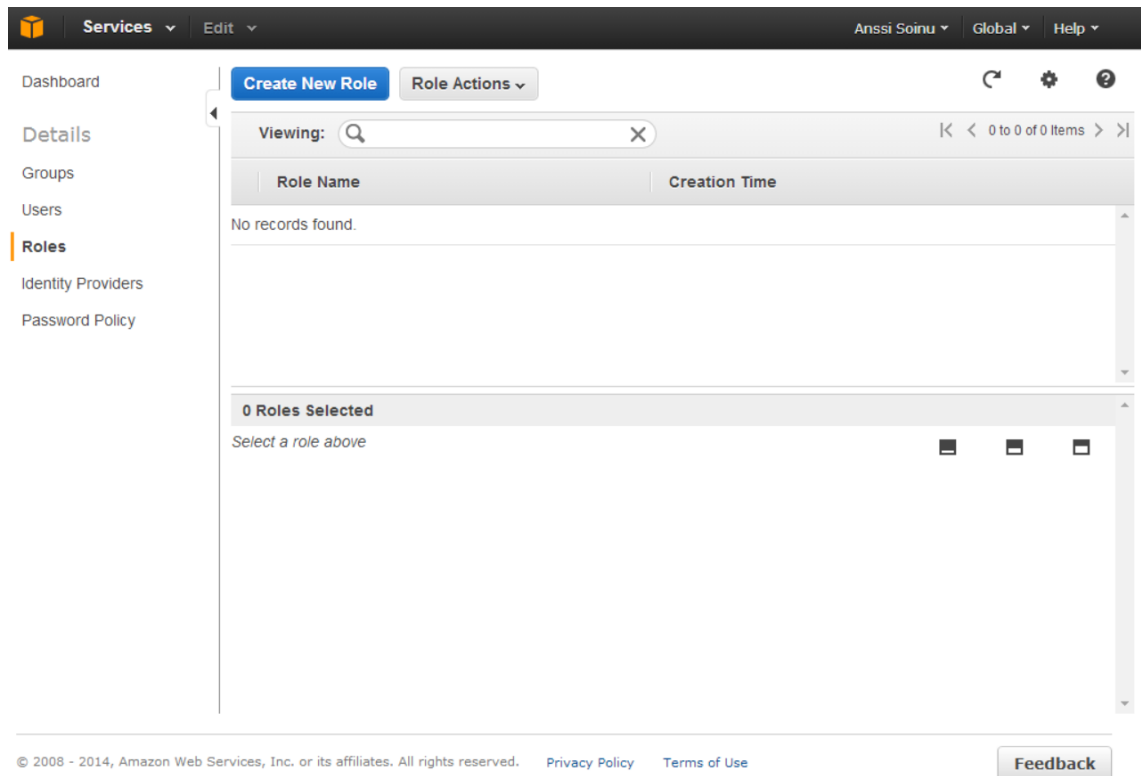 Services Edit Anssi Soinu Global Help
Dashboard
Details
Groups
Users
Roles
Identity Providers
Password Policy
Create New Role Role Actions
Viewing: 0 to 0 of 0 Items
Role Name Creation Time
No records found.
0 Roles Selected
Select a role above
© 2008 - 2014, Amazon Web Services, Inc. or its affiliates. All rights reserved. Privacy Policy Terms of Use Feedback